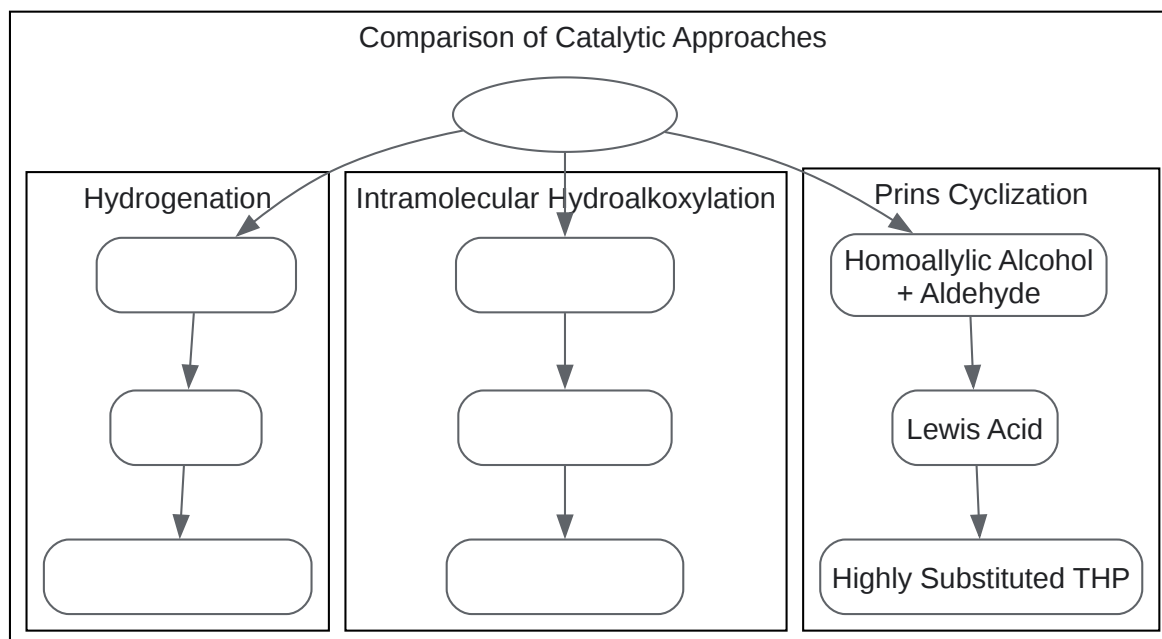 Comparison of Catalytic Approaches
Hydrogenation
Intramolecular Hydroalkoxylation
Prins Cyclization
Homoallylic Alcohol
+ Aldehyde
Lewis Acid
Highly Substituted THP